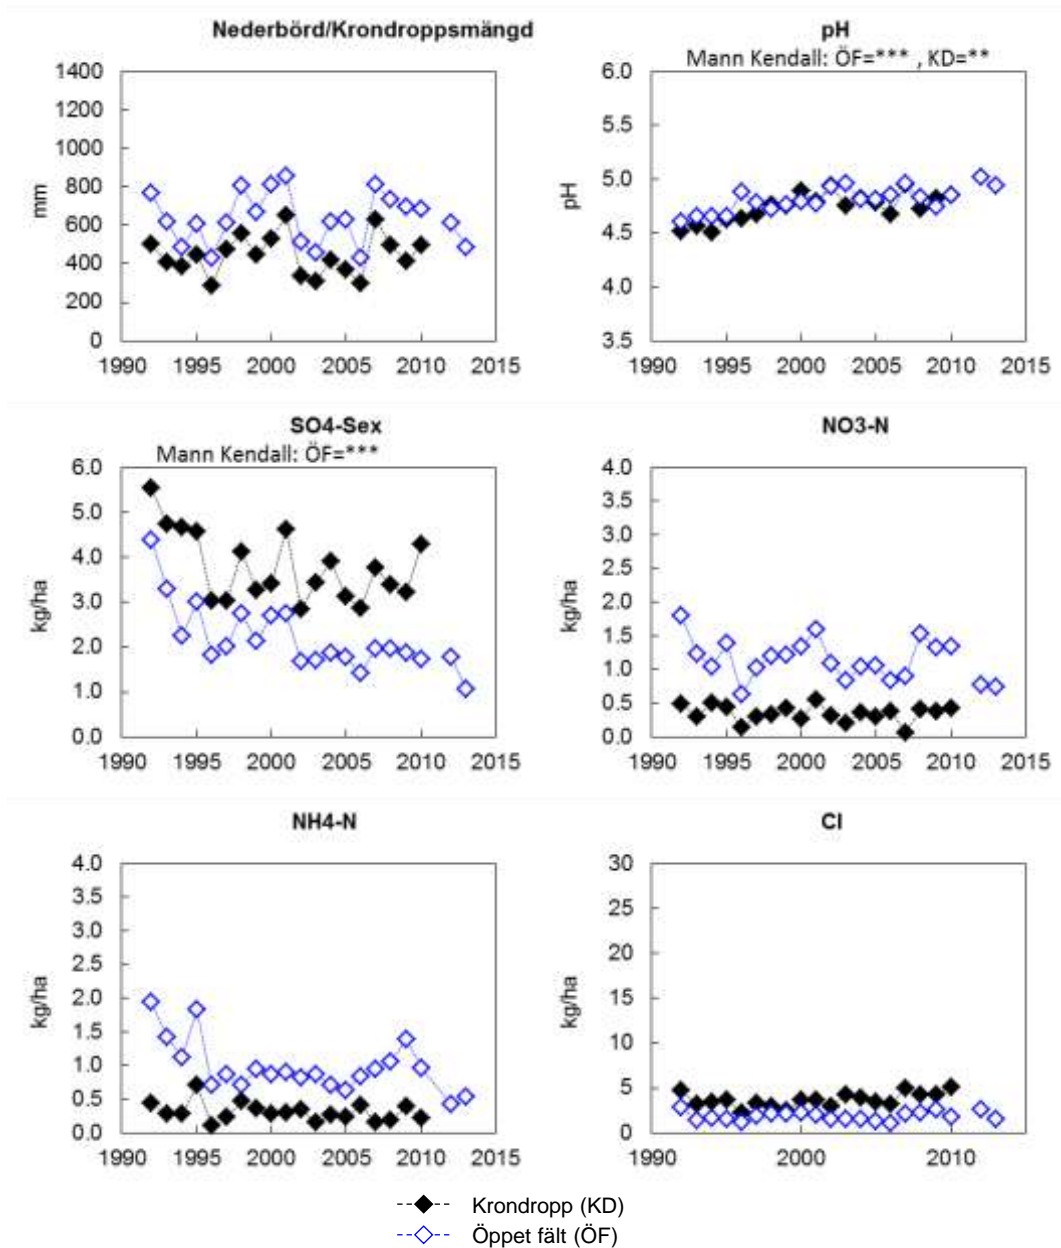 Nederbörd/Krondroppsmängd
mm
1400
1200
1000
800
600
400
200
0
1990 1995 2000 2005 2010 2015
pH
Mann Kendall: ÖF=*** , KD=**
pH
6.0
5.5
5.0
4.5
4.0
3.5
1990 1995 2000 2005 2010 2015
SO4-Sex
Mann Kendall: ÖF=***
kg/ha
6.0
5.0
4.0
3.0
2.0
1.0
0.0
1990 1995 2000 2005 2010 2015
NO3-N
kg/ha
4.0
3.5
3.0
2.5
2.0
1.5
1.0
0.5
0.0
1990 1995 2000 2005 2010 2015
NH4-N
kg/ha
4.0
3.5
3.0
2.5
2.0
1.5
1.0
0.5
0.0
1990 1995 2000 2005 2010 2015
Cl
kg/ha
30
25
20
15
10
5
0
1990 2000 2010
Krondropp (KD)
Öppet fält (ÖF)